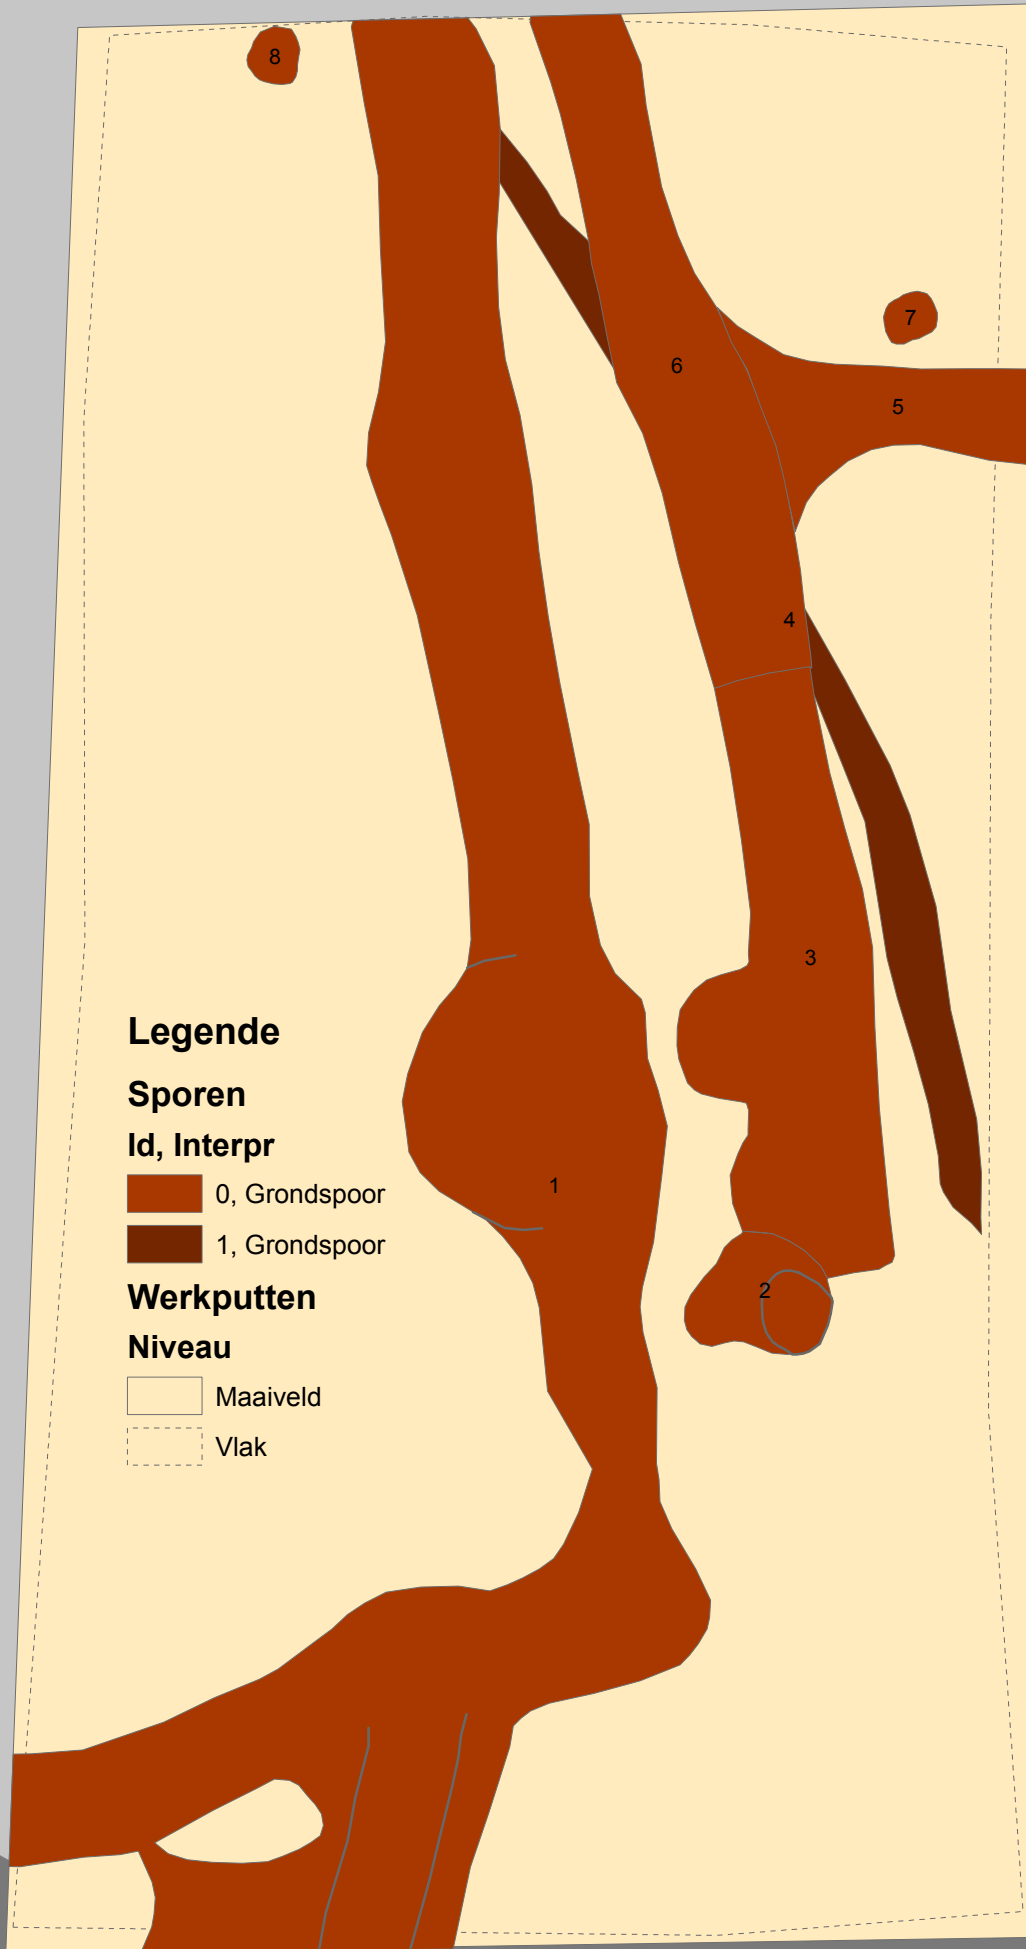 8
7
6
5
4
3
Legende
Sporen
Id, Interpr
1
0, Grondspoor
1, Grondspoor
2
Werkputten
Niveau
Maaiveld
Vlak